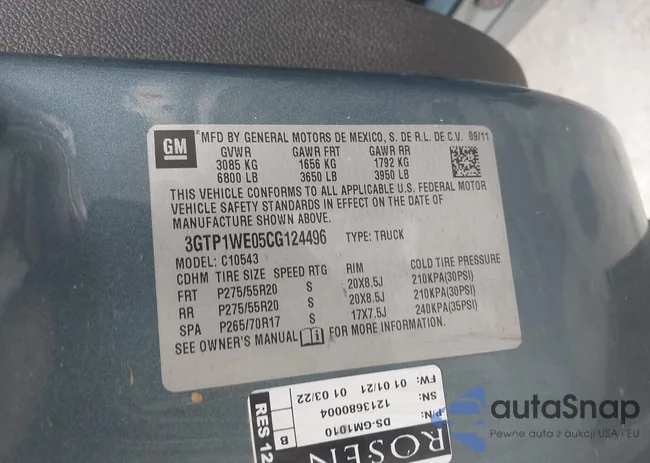 GM
MFD BY GENERAL MOTORS DE MEXICO, S. DE R.L. DE C.V. 09/11
GVWR GAWR FRT GAWR RR
3085 KG 1656 KG 1792 KG
6800 LB 3650 LB 3950 LB
THIS VEHICLE CONFORMS TO ALL APPLICABLE U.S. FEDERAL MOTOR
VEHICLE SAFETY STANDARDS IN EFFECT ON THE DATE OF
MANUFACTURE SHOWN ABOVE.
3GTP1WE05CG124496 TYPE: TRUCK
MODEL: C10543
CDHM TIRE SIZE SPEED RTG RIM COLD TIRE PRESSURE
FRT P275/55R20 S 20X8.5J 210KPA(30PSI)
RR P275/55R20 S 20X8.5J 210KPA(30PSI)
SPA P265/70R17 S 17X7.5J 240KPA(35PSI)
SEE OWNER'S MANUAL FOR MORE INFORMATION.
ROSEN
P/N: DS-GM1010
SN: 1213680004 B
FW: 01 01/21 01 03/22
RES 12
autaSnap
Pewne auta z aukcji USA i EU